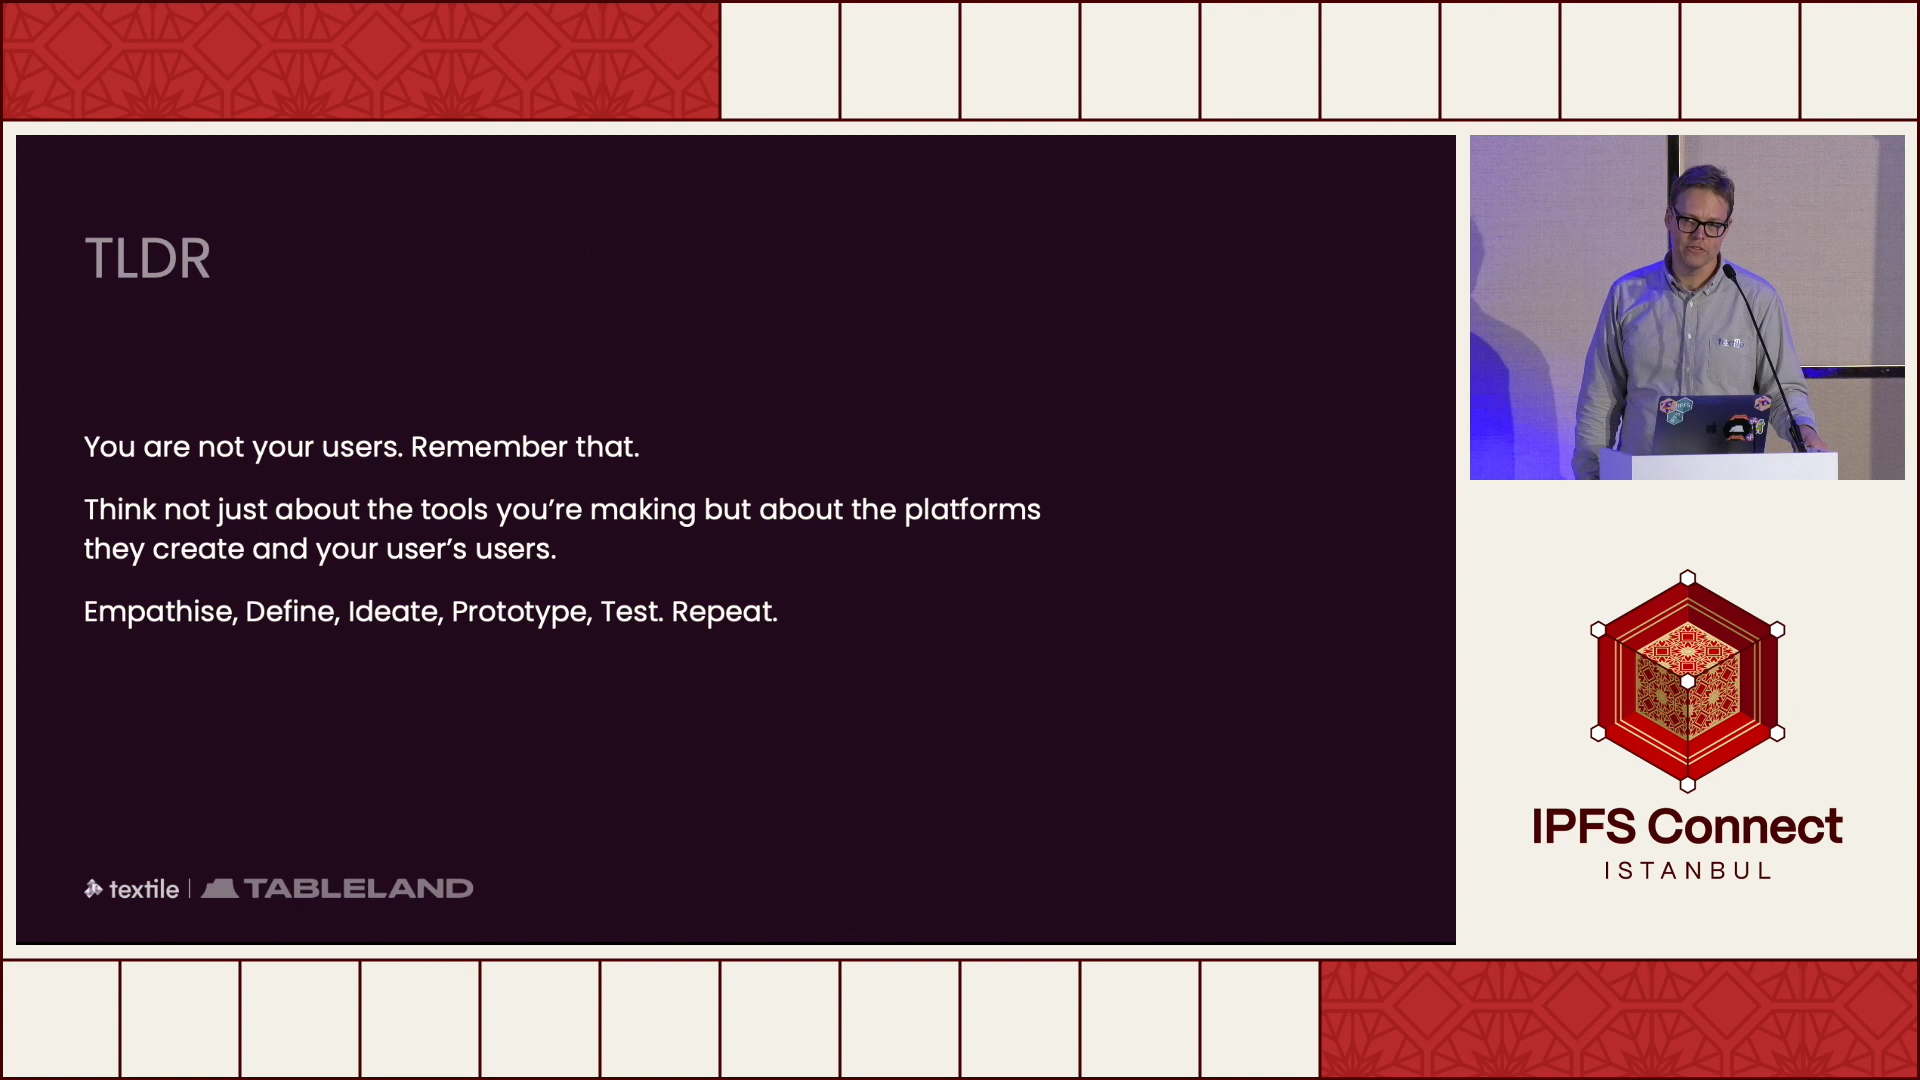 TLDR
You are not your users. Remember that.
Think not just about the tools you’re making but about the platforms
they create and your user’s users.
Empathise, Define, Ideate, Prototype, Test. Repeat.
textile | TABLELAND
textile
IPFS
IPFS Connect
ISTANBUL